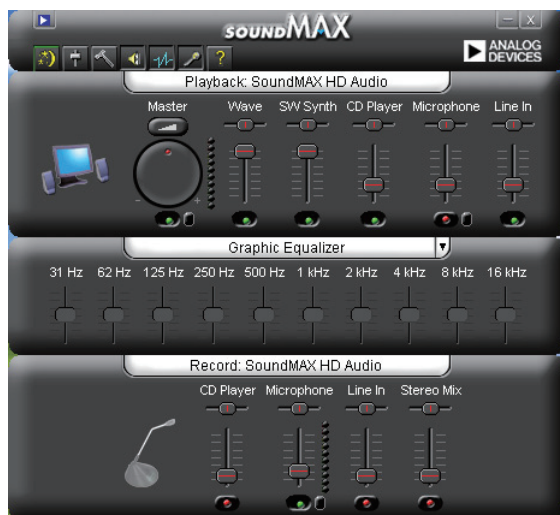 SOUNDMAX
– X
?
ANALOG
DEVICES
Playback: SoundMAX HD Audio
Master Wave SW Synth CD Player Microphone Line In
- +
Graphic Equalizer
31 Hz 62 Hz 125 Hz 250 Hz 500 Hz 1 kHz 2 kHz 4 kHz 8 kHz 16 kHz
Record: SoundMAX HD Audio
CD Player Microphone Line In Stereo Mix